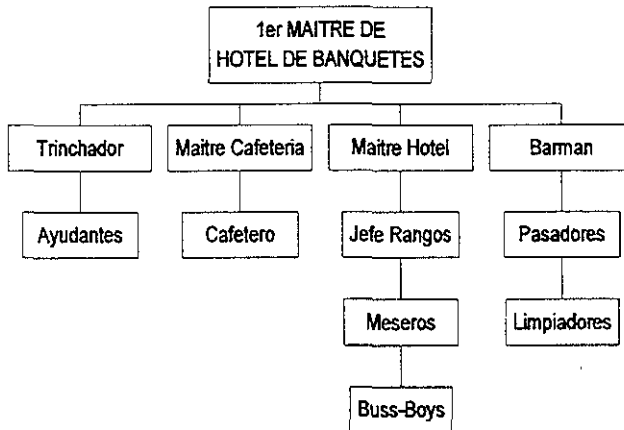 1er MAITRE DE
HOTEL DE BANQUETES
Trinchador
Maitre Cafeteria
Maitre Hotel
Barman
Ayudantes
Cafetero
Jefe Rangos
Pasadores
Meseros
Limpiadores
Buss-Boys